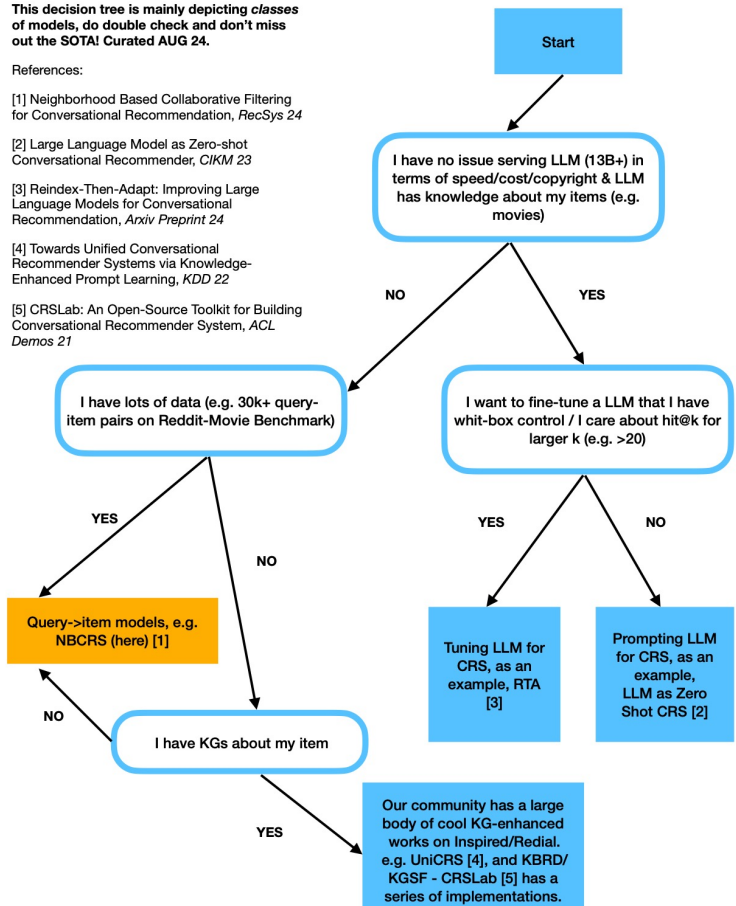 This decision tree is mainly depicting classes
of models, do double check and don't miss
out the SOTA! Curated AUG 24.
References:
[1] Neighborhood Based Collaborative Filtering
for Conversational Recommendation, RecSys 24
[2] Large Language Model as Zero-shot
Conversational Recommender, CIKM 23
[3] Reindex-Then-Adapt: Improving Large
Language Models for Conversational
Recommendation, Arxiv Preprint 24
[4] Towards Unified Conversational
Recommender Systems via Knowledge-
Enhanced Prompt Learning, KDD 22
[5] CRSLab: An Open-Source Toolkit for Building
Conversational Recommender System, ACL
Demos 21
Start
I have no issue serving LLM (13B+) in
terms of speed/cost/copyright & LLM
has knowledge about my items (e.g.
movies)
NO
YES
I have lots of data (e.g. 30k+ query-
item pairs on Reddit-Movie Benchmark)
I want to fine-tune a LLM that I have
whit-box control / I care about hit@k for
larger k (e.g. >20)
YES
NO
YES
NO
Query->item models, e.g.
NBCRS (here) [1]
Tuning LLM for
CRS, as an
example, RTA
[3]
Prompting LLM
for CRS, as an
example,
LLM as Zero
Shot CRS [2]
NO
I have KGs about my item
YES
Our community has a large
body of cool KG-enhanced
works on Inspired/Redial.
e.g. UniCRS [4], and KBRD/
KGSF - CRSLab [5] has a
series of implementations.